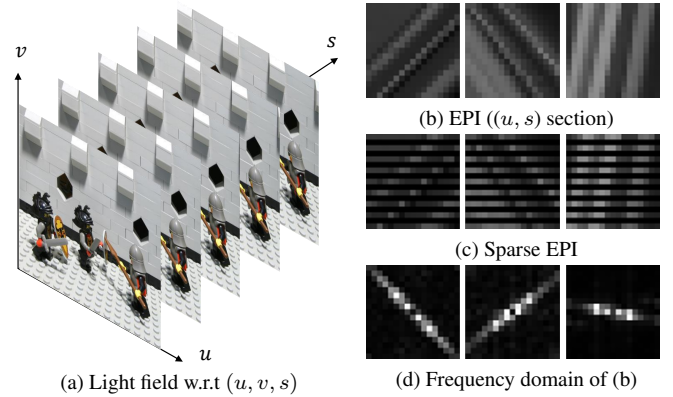 v
s
u
(a) Light field w.r.t (u, v, s)
(b) EPI ((u, s) section)
(c) Sparse EPI
(d) Frequency domain of (b)